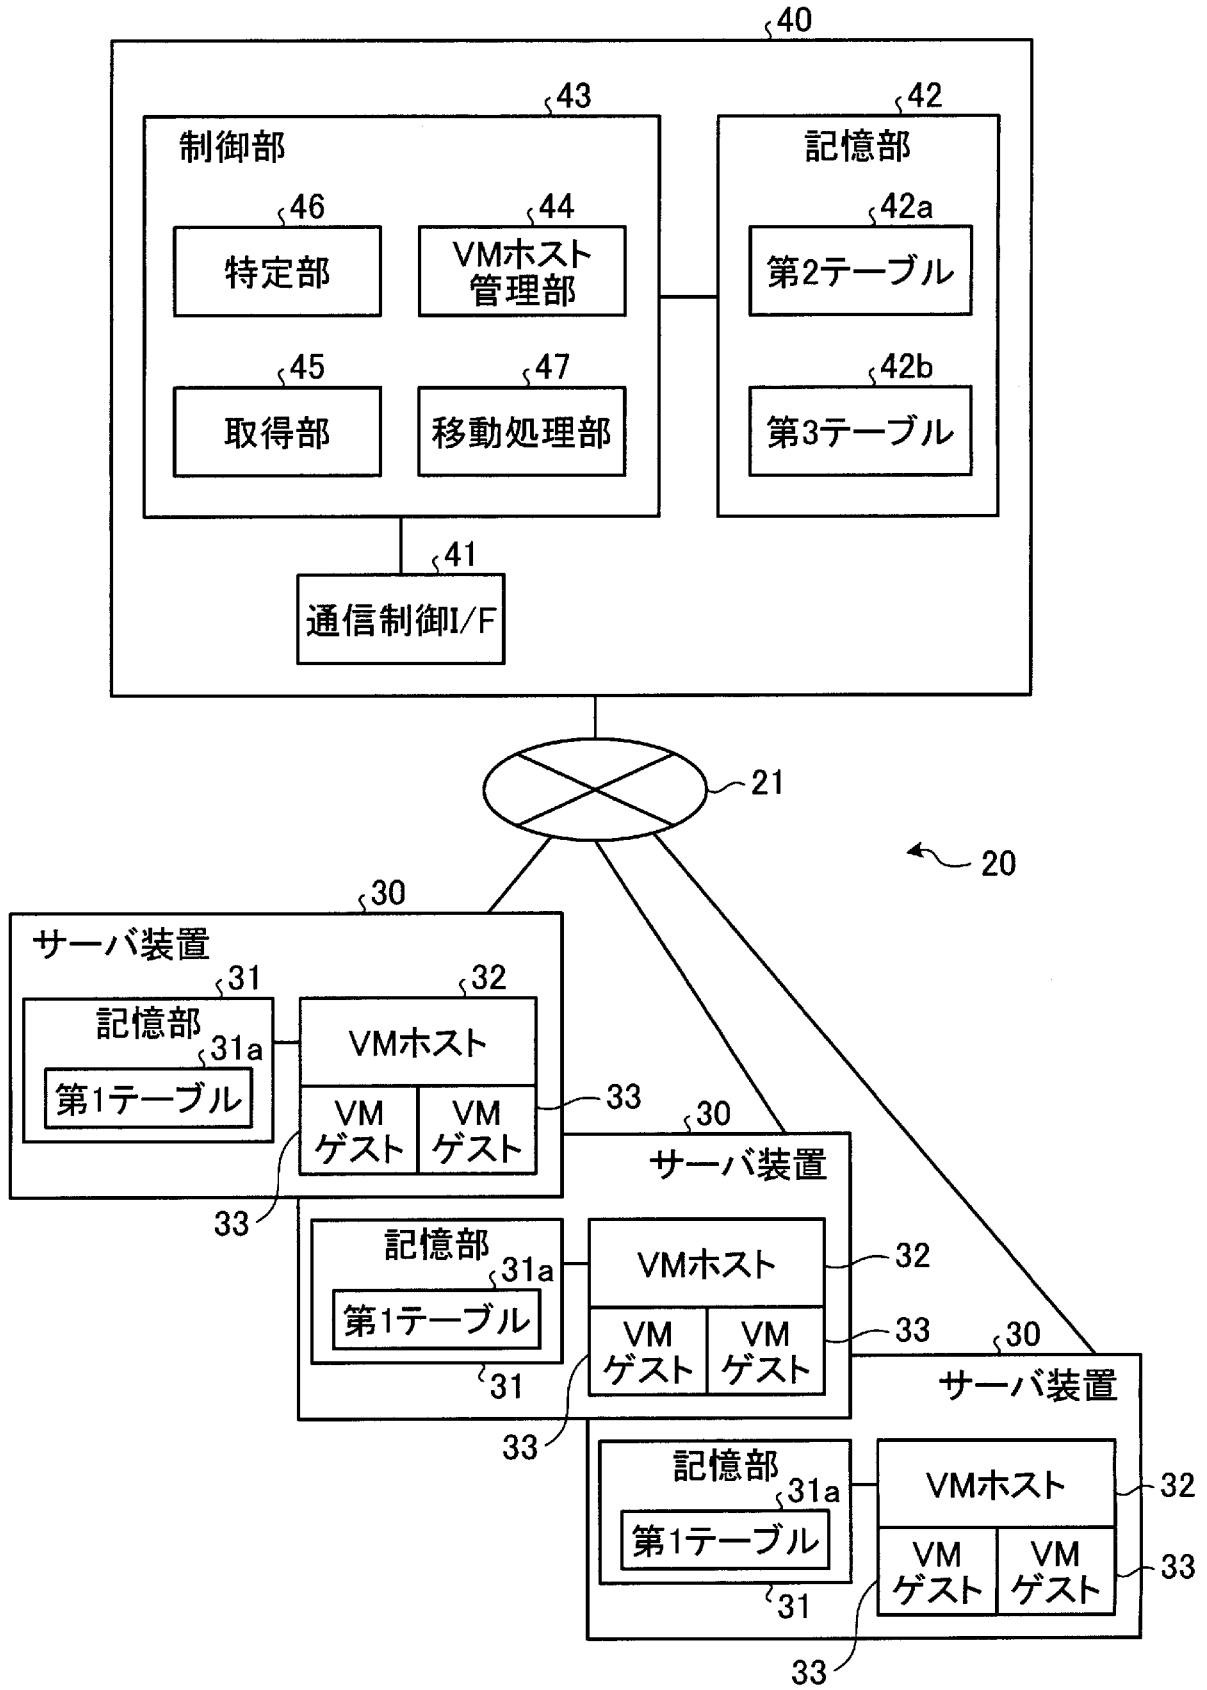 40
43
制御部
46
特定部
44
VMホスト
管理部
45
取得部
47
移動処理部
42
記憶部
42a
第2テーブル
42b
第3テーブル
41
通信制御I/F
21
20
30
サーバ装置
31
記憶部
31a
第1テーブル
32
VMホスト
VM
ゲスト
VM
ゲスト
33
33
30
サーバ装置
記憶部
31a
第1テーブル
31
VMホスト
32
VM
ゲスト
VM
ゲスト
33
33
30
サーバ装置
記憶部
31a
第1テーブル
31
VMホスト
32
VM
ゲスト
VM
ゲスト
33
33